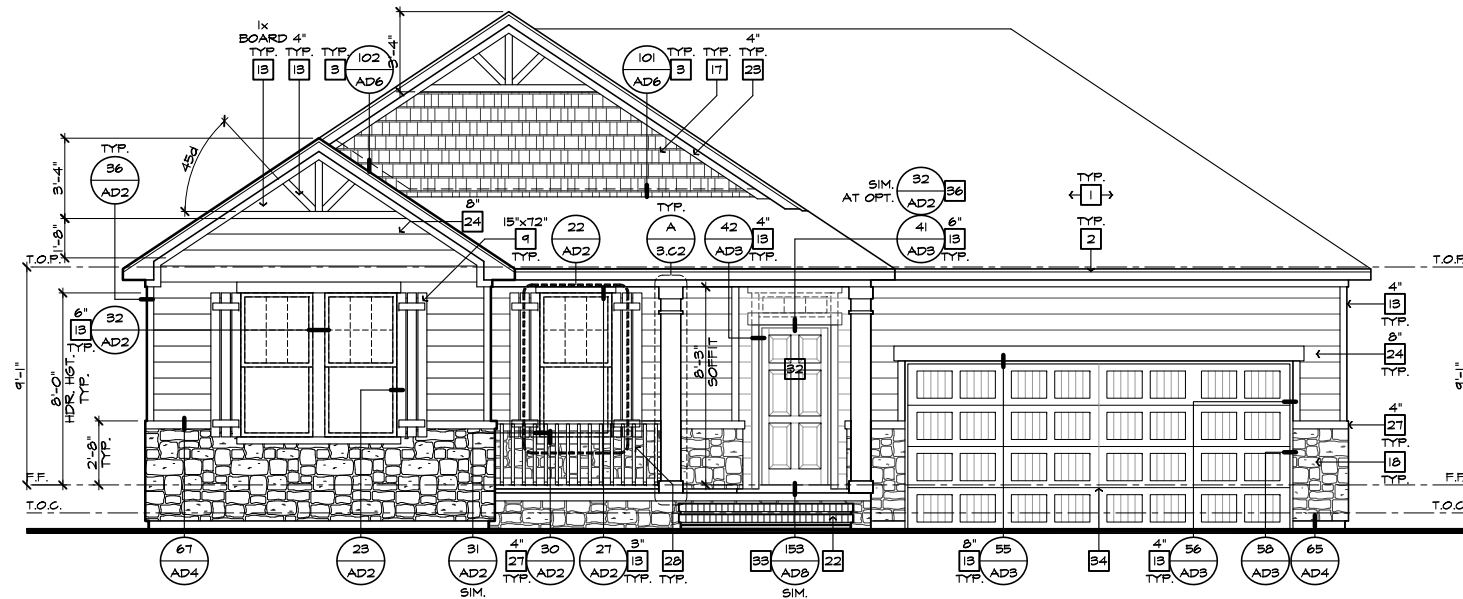 1x
BOARD 4"
TYP. TYP. TYP.
13 13 3
102
AD6
3'-4"
101
AD6
TYP.
3
TYP.
17
4"
TYP.
23
TYP.
36
AD2
3'-4"
45d
1'-8"
8"
24
15"x72"
9
TYP.
22
AD2
TYP.
A
3.C2
42
AD3
4"
13
TYP.
SIM.
AT OPT.
32
AD2
36
41
AD3
6"
13
TYP.
TYP.
1
TYP.
2
T.O.P.
9'-1"
8'-0"
HDR. HGT.
TYP.
6"
13
TYP.
32
AD2
2'-8"
TYP.
8'-3"
SOFFIT
32
4"
13
TYP.
8"
24
TYP.
9'-1"
4"
27
TYP.
18
F.F.
F.F.
T.O.C.
67
AD4
23
AD2
31
AD2
SIM.
4"
27
TYP.
30
AD2
27
AD2
3"
13
TYP.
28
TYP.
33
153
AD8
SIM.
22
8"
13
TYP.
55
AD3
34
4"
13
TYP.
56
AD3
58
AD3
65
AD4